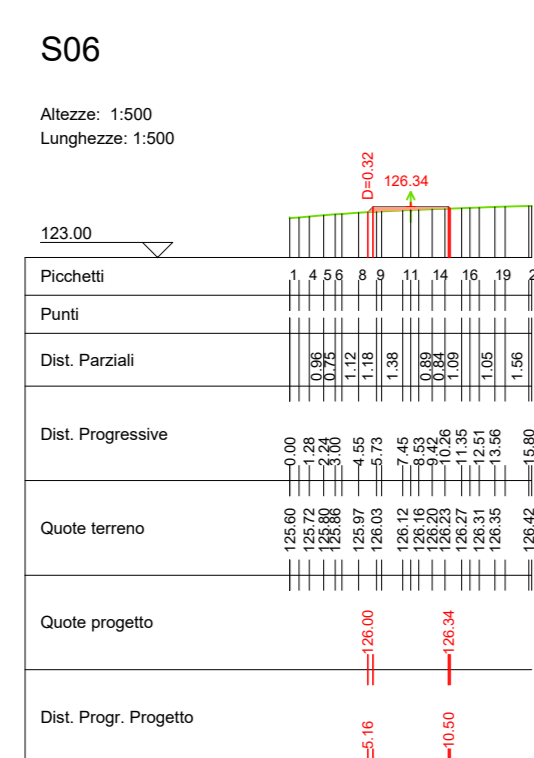 S06
Altezze: 1:500
Lunghezze: 1:500
D=0.32
126.34
123.00
Picchetti 1 4 5 6 8 9 11 14 16 19 2
Punti
Dist. Parziali 0.96 0.75 1.12 1.18 1.38 0.89 0.84 1.09 1.05 1.56
Dist. Progressive 0.00 1.28 2.24 3.00 4.55 5.73 7.45 8.53 9.42 10.26 11.35 12.51 13.56 15.80
Quote terreno 125.60 125.72 125.80 125.86 125.97 126.03 126.12 126.16 126.20 126.23 126.27 126.31 126.35 126.42
Quote progetto 126.00 126.34
Dist. Progr. Progetto 5.16 10.50